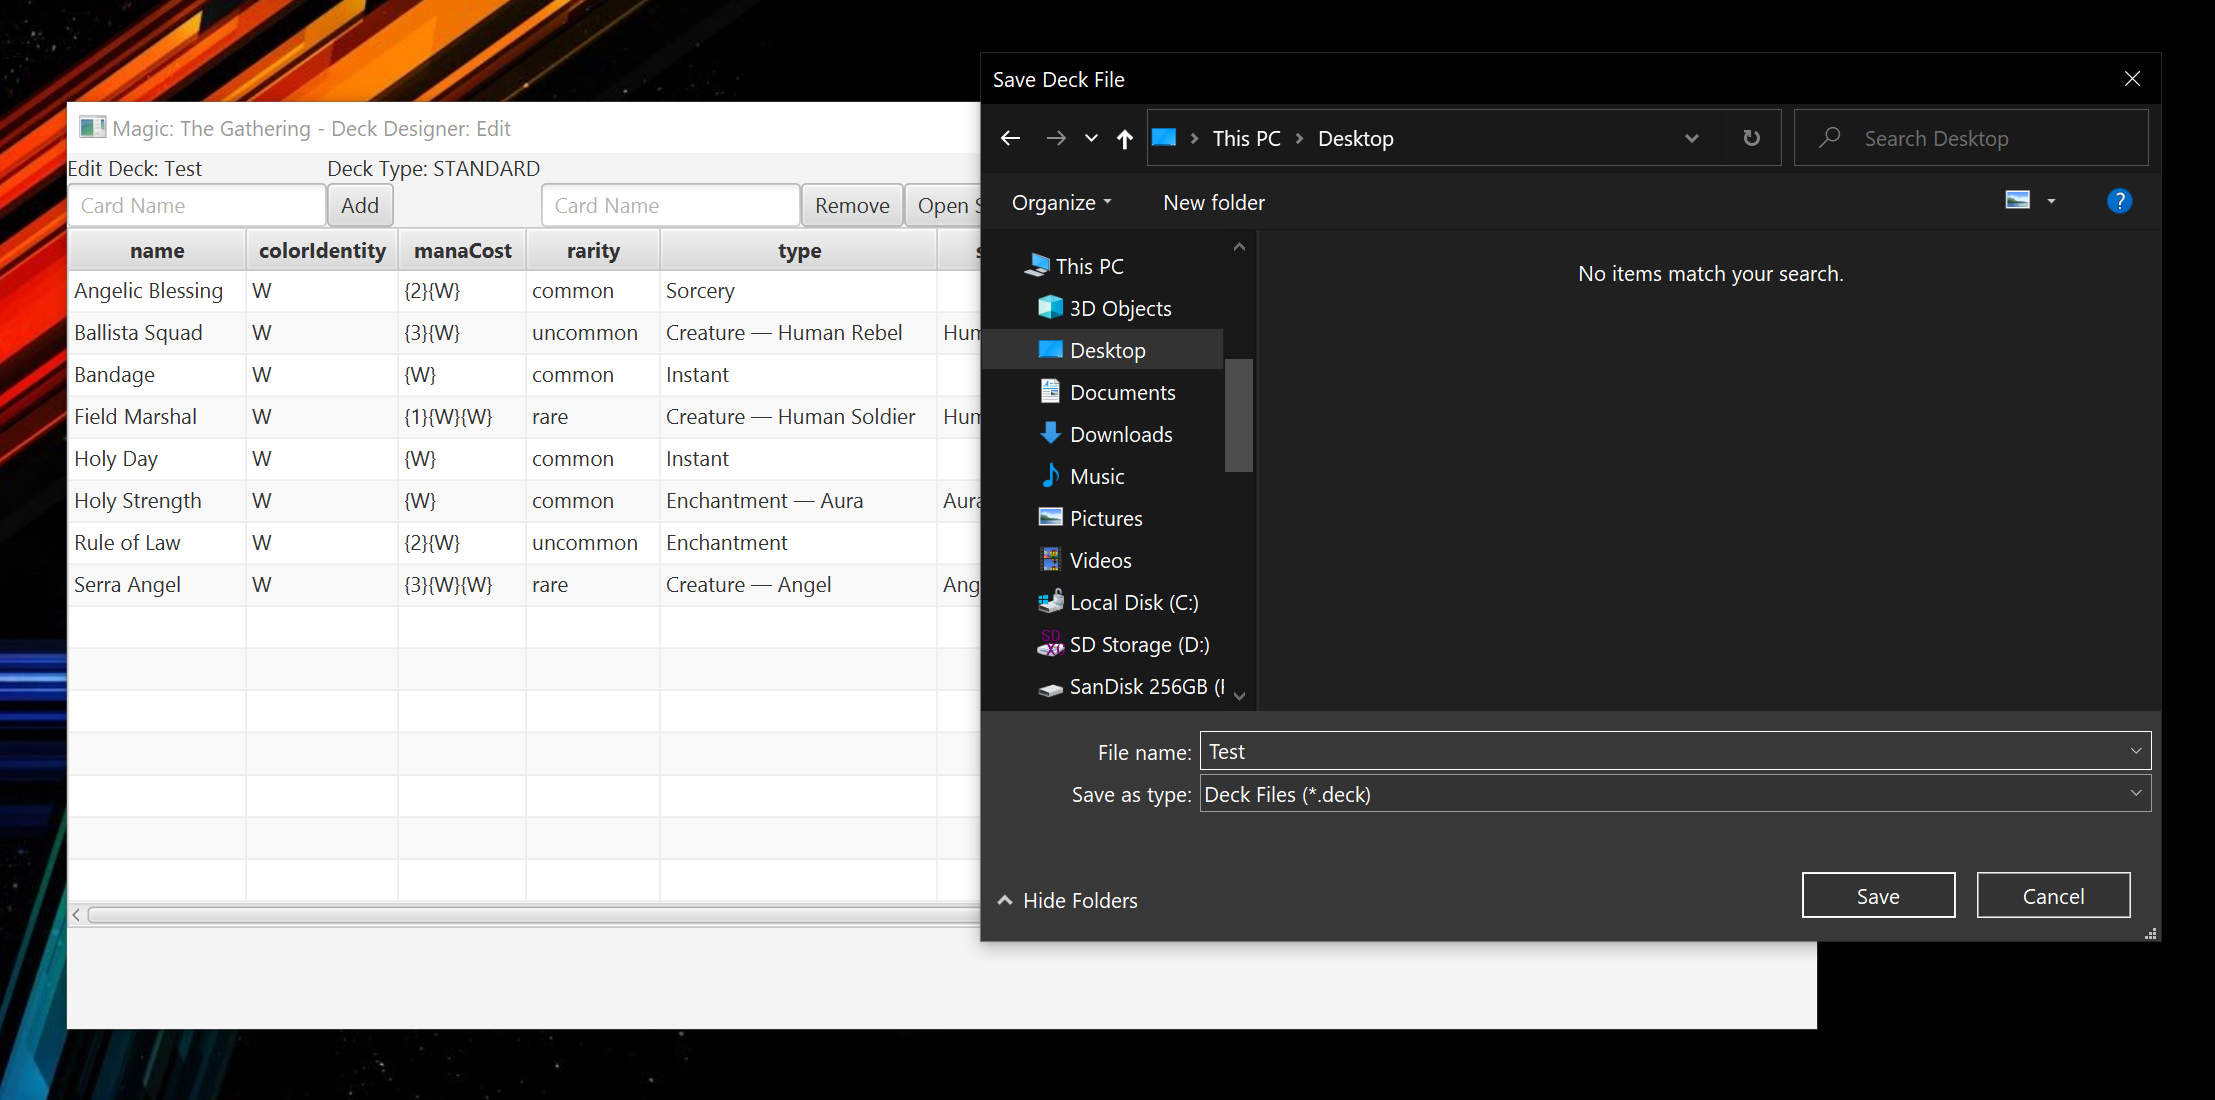 Magic: The Gathering - Deck Designer: Edit
Edit Deck: Test Deck Type: STANDARD
Card Name Add Card Name Remove Open S
name colorIdentity manaCost rarity type s
Angelic Blessing W {2}{W} common Sorcery
Ballista Squad W {3}{W} uncommon Creature — Human Rebel Hum
Bandage W {W} common Instant
Field Marshal W {1}{W}{W} rare Creature — Human Soldier Hum
Holy Day W {W} common Instant
Holy Strength W {W} common Enchantment — Aura Aura
Rule of Law W {2}{W} uncommon Enchantment
Serra Angel W {3}{W}{W} rare Creature — Angel Ang
Save Deck File
This PC Desktop
Search Desktop
Organize New folder
This PC
3D Objects
Desktop
Documents
Downloads
Music
Pictures
Videos
Local Disk (C:)
SD Storage (D:)
SanDisk 256GB (
No items match your search.
File name: Test
Save as type: Deck Files (*.deck)
Hide Folders
Save Cancel